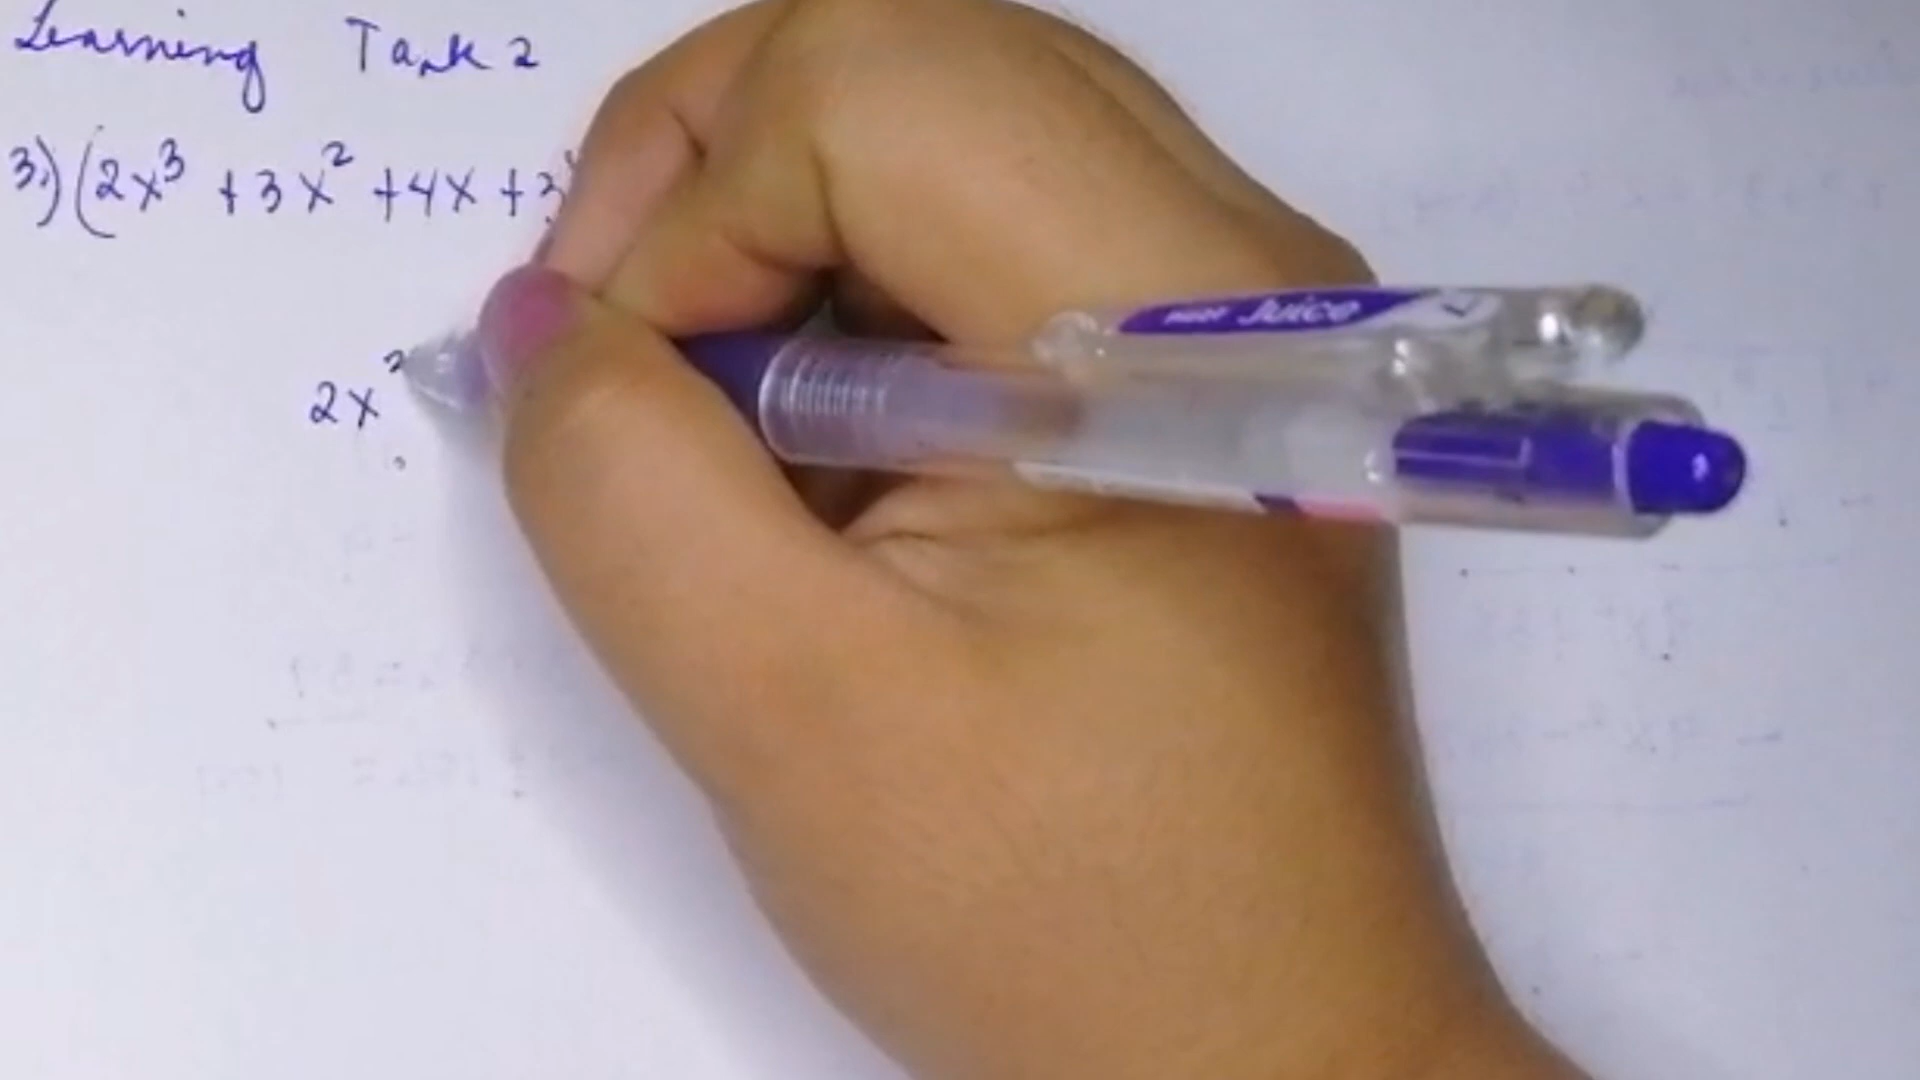 Learning Task 2
3.) (2x³ + 3x² + 4x + 3
2x
Juice